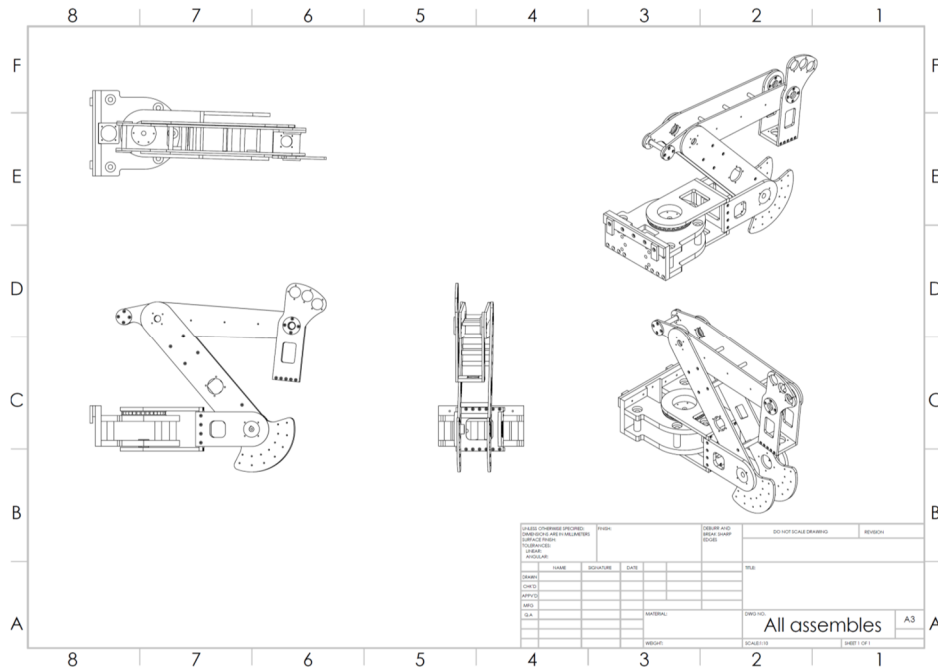 8 7 6 5 4 3 2 1
F F
E E
D D
C C
B B
A A
UNLESS OTHERWISE SPECIFIED:
DIMENSIONS ARE IN MILLIMETERS
SURFACE FINISH:
TOLERANCES:
LINEAR:
ANGULAR:
FINISH:
DEBURR AND
BREAK SHARP
EDGES
DO NOT SCALE DRAWING
REVISION
NAME SIGNATURE DATE
TITLE:
DRAWN
CHK'D
APPV'D
MFG
Q.A
MATERIAL:
DWG NO.
All assembles
A3
WEIGHT:
SCALE:1:10
SHEET 1 OF 1
8 7 6 5 4 3 2 1